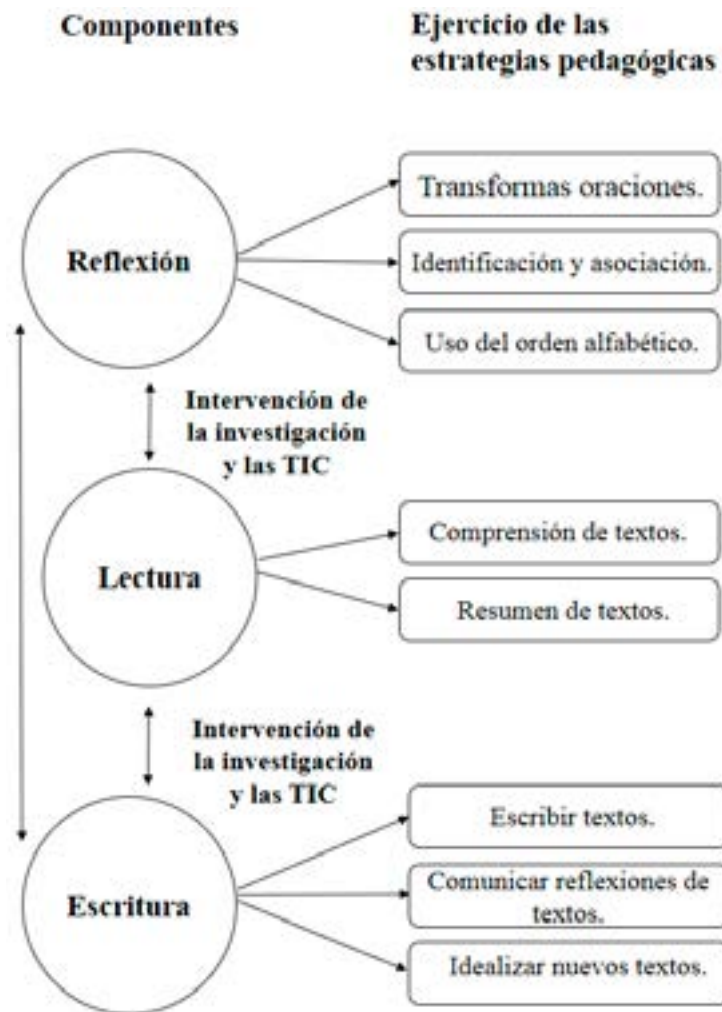 Componentes
Ejercicio de las
estrategias pedagógicas
Reflexión
Transformas oraciones.
Identificación y asociación.
Uso del orden alfabético.
Intervención de
la investigación
y las TIC
Lectura
Comprensión de textos.
Resumen de textos.
Intervención de
la investigación
y las TIC
Escritura
Escribir textos.
Comunicar reflexiones de
textos.
Idealizar nuevos textos.